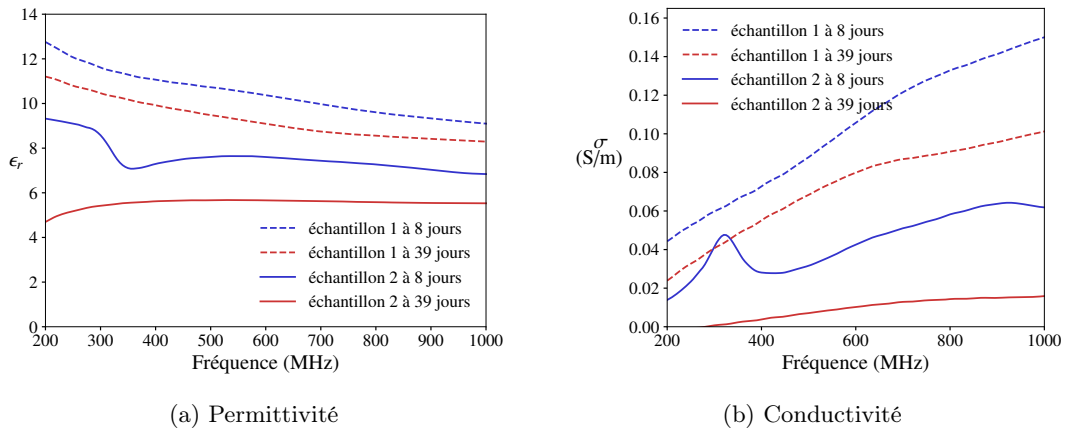 14
12
10
8
6
4
2
0
ϵr
200
300
400
500
600
700
800
900
1000
Fréquence (MHz)
échantillon 1 à 8 jours
échantillon 1 à 39 jours
échantillon 2 à 8 jours
échantillon 2 à 39 jours
(a) Permittivité
0.16
0.14
0.12
0.10
0.08
0.06
0.04
0.02
0.00
σ
(S/m)
200
400
600
800
1000
Fréquence (MHz)
échantillon 1 à 8 jours
échantillon 1 à 39 jours
échantillon 2 à 8 jours
échantillon 2 à 39 jours
(b) Conductivité